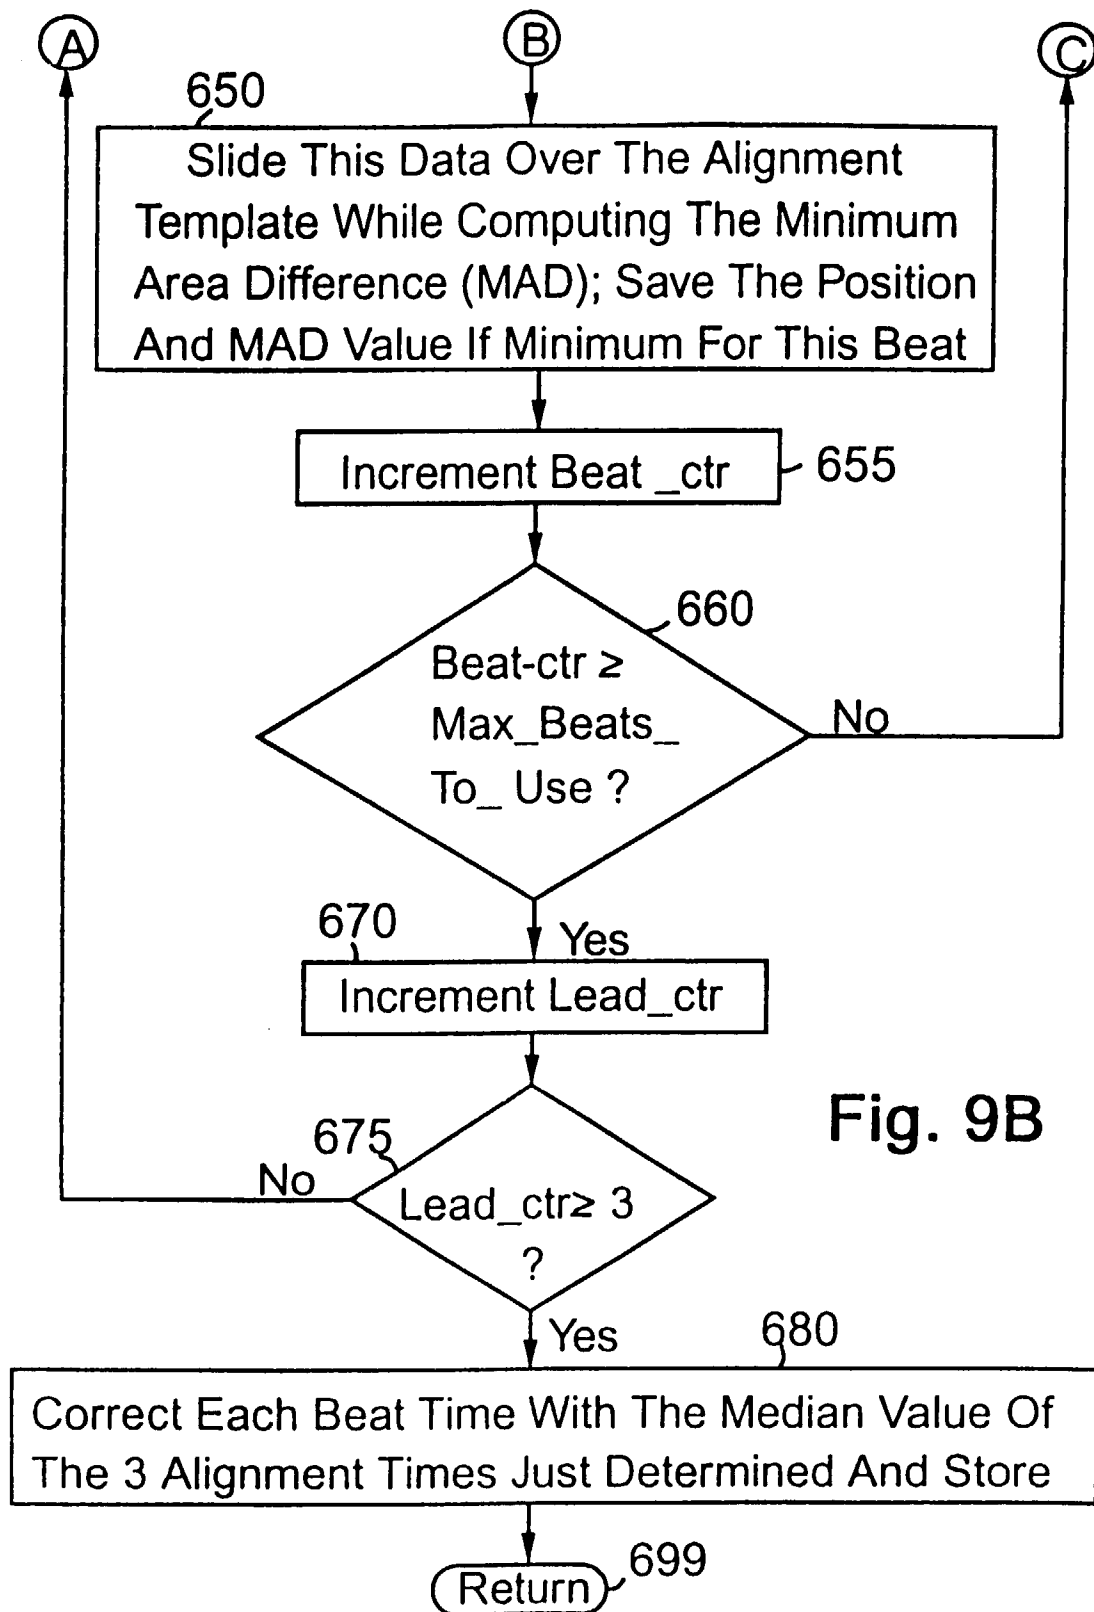 A
B
C
650
Slide This Data Over The Alignment
Template While Computing The Minimum
Area Difference (MAD); Save The Position
And MAD Value If Minimum For This Beat
Increment Beat _ctr
655
660
Beat-ctr ≥
Max_Beats_
To_ Use ?
No
670
Yes
Increment Lead_ctr
Fig. 9B
675
No
Lead_ctr≥ 3
?
Yes
680
Correct Each Beat Time With The Median Value Of
The 3 Alignment Times Just Determined And Store
699
Return